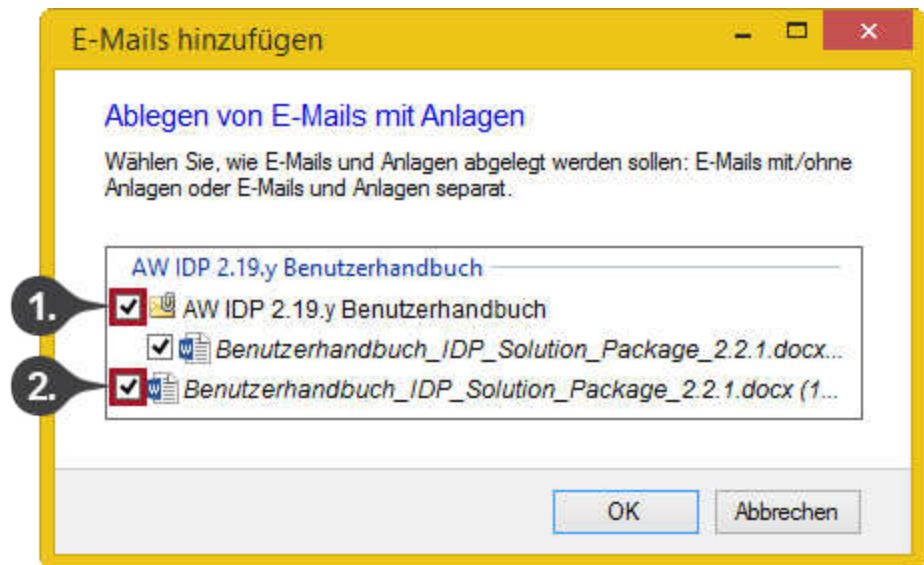 E-Mails hinzufügen
Ablegen von E-Mails mit Anlagen
Wählen Sie, wie E-Mails und Anlagen abgelegt werden sollen: E-Mails mit/ohne
Anlagen oder E-Mails und Anlagen separat.
AW IDP 2.19.y Benutzerhandbuch
1. AW IDP 2.19.y Benutzerhandbuch
Benutzerhandbuch_IDP_Solution_Package_2.2.1.docx...
2. Benutzerhandbuch_IDP_Solution_Package_2.2.1.docx (1...
OK Abbrechen